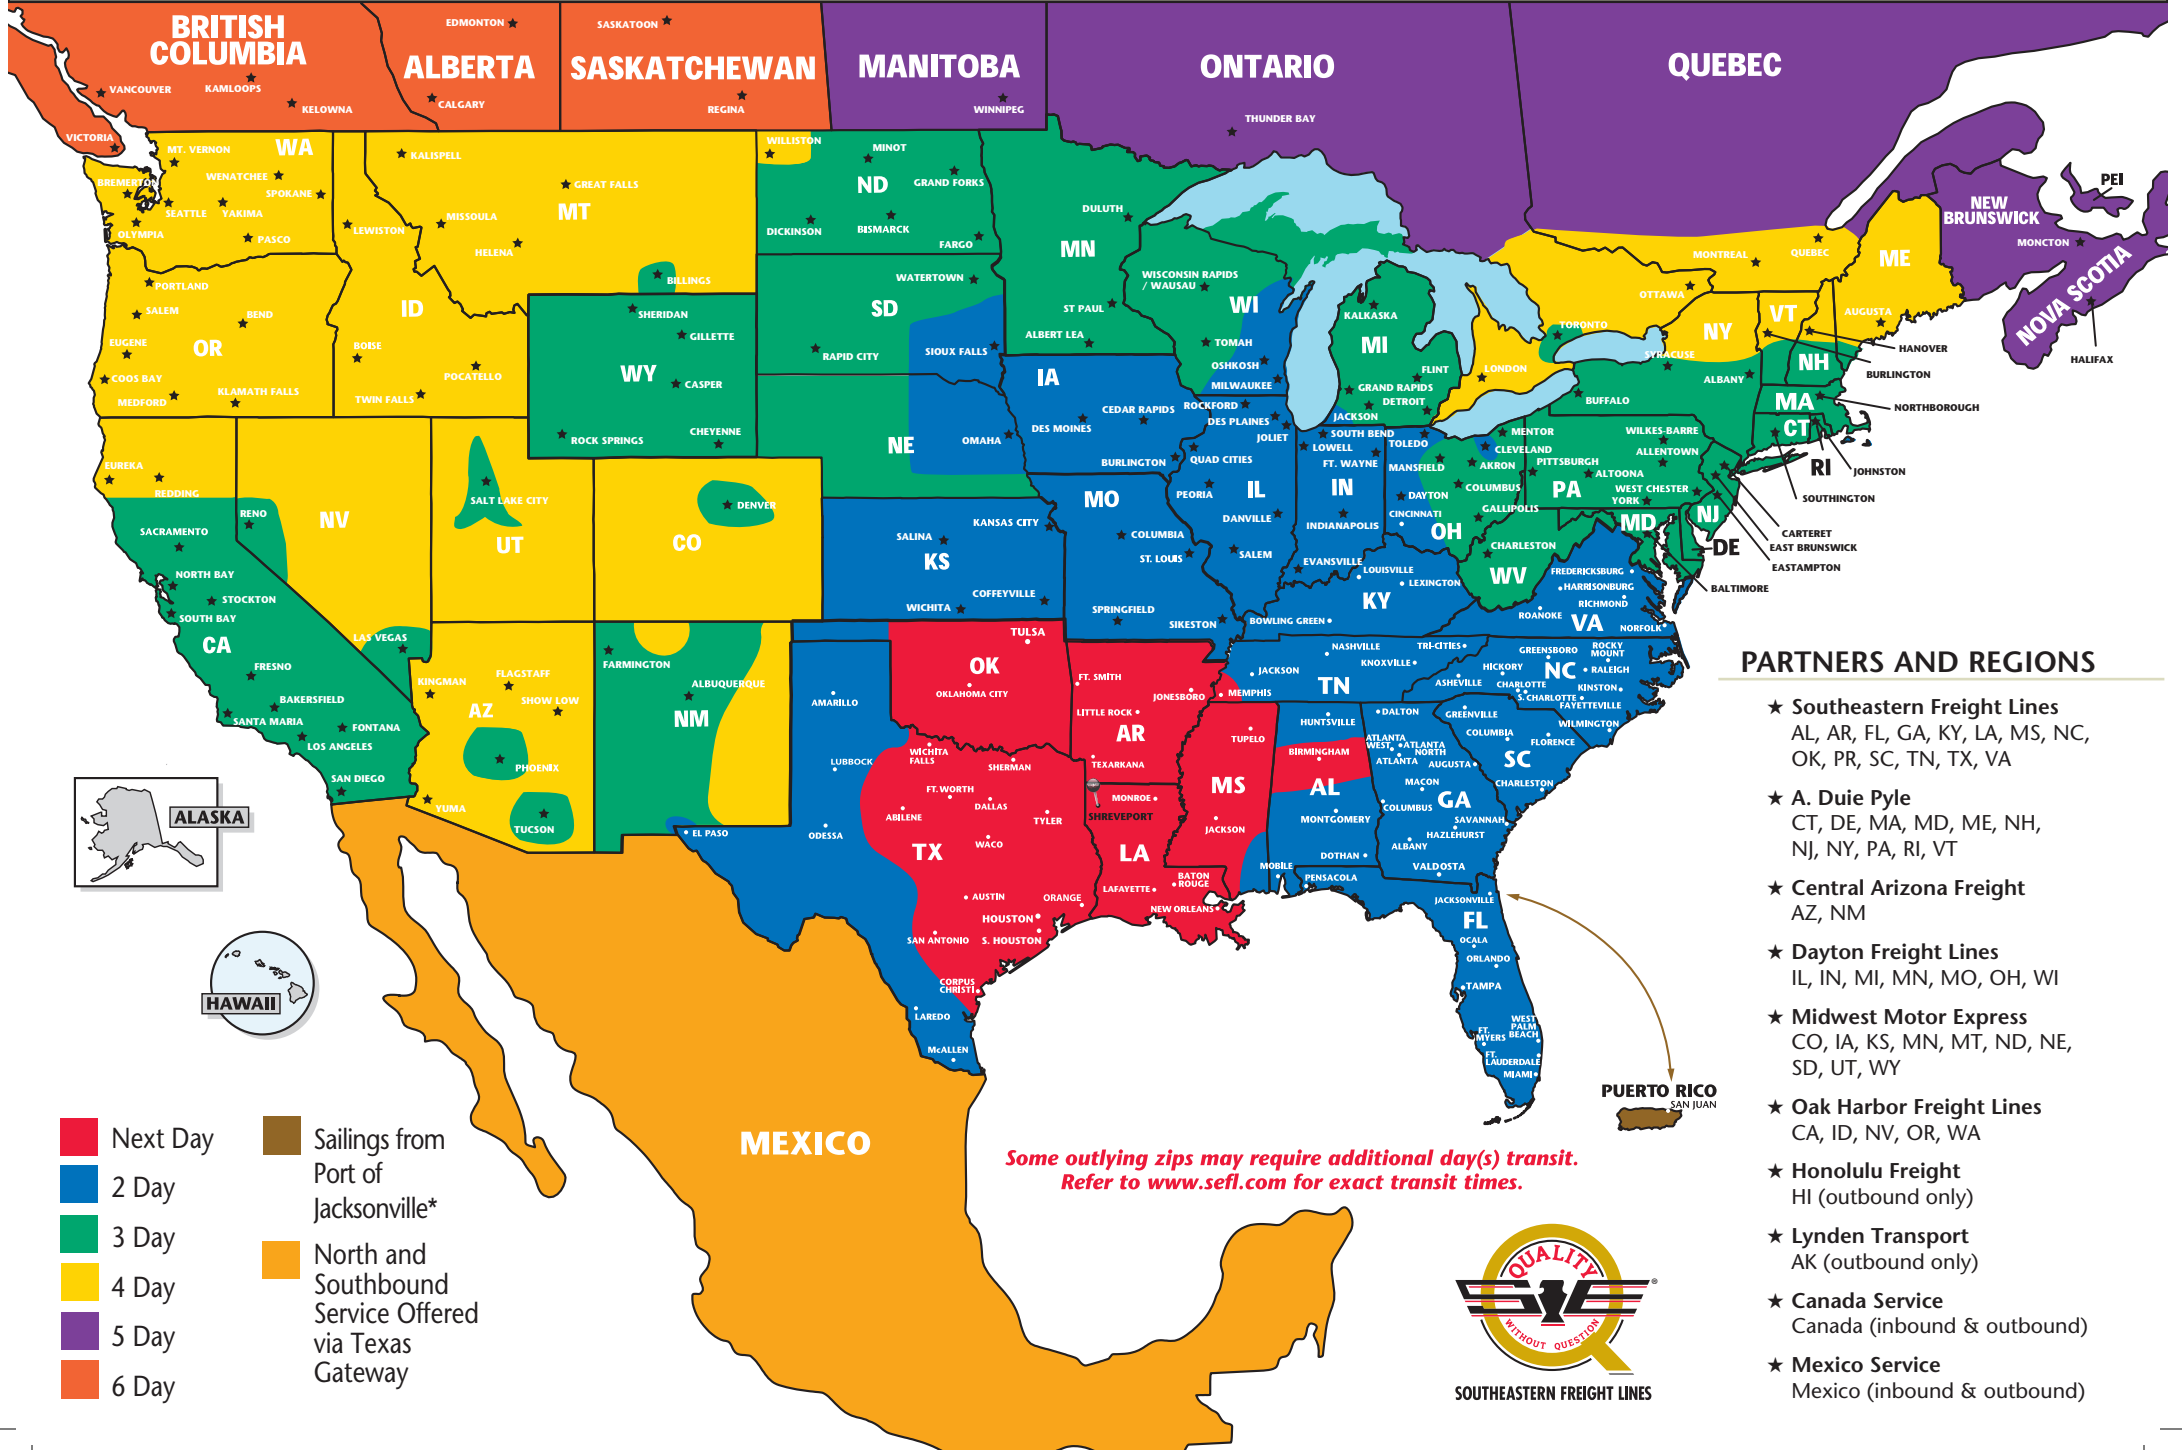 BRITISH
COLUMBIA
VANCOUVER
KAMLOOPS
KELOWNA
VICTORIA
EDMONTON
ALBERTA
CALGARY
SASKATOON
SASKATCHEWAN
REGINA
MANITOBA
WINNIPEG
ONTARIO
THUNDER BAY
QUEBEC
NEW
BRUNSWICK
MONCTON
PEI
NOVA SCOTIA
HALIFAX
MONTREAL
QUEBEC
OTTAWA
TORONTO
LONDON
WA
MT. VERNON
WENATCHEE
BREMERTON
SPOKANE
SEATTLE
YAKIMA
OLYMPIA
PASCO
OR
PORTLAND
SALEM
BEND
EUGENE
COOS BAY
KLAMATH FALLS
MEDFORD
ID
LEWISTON
BOISE
POCATELLO
TWIN FALLS
MT
KALISPELL
GREAT FALLS
MISSOULA
HELENA
BILLINGS
WY
SHERIDAN
GILLETTE
CASPER
ROCK SPRINGS
CHEYENNE
ND
WILLISTON
MINOT
GRAND FORKS
DICKINSON
BISMARCK
FARGO
SD
WATERTOWN
RAPID CITY
SIOUX FALLS
NE
OMAHA
KS
SALINA
KANSAS CITY
COFFEYVILLE
WICHITA
MN
DULUTH
ST PAUL
ALBERT LEA
WI
WISCONSIN RAPIDS
/ WAUSAU
TOMAH
OSHKOSH
MILWAUKEE
IA
CEDAR RAPIDS
DES MOINES
BURLINGTON
MO
COLUMBIA
ST. LOUIS
SPRINGFIELD
SIKESTON
IL
ROCKFORD
DES PLAINES
JOLIET
QUAD CITIES
PEORIA
DANVILLE
SALEM
MI
KALKASKA
FLINT
GRAND RAPIDS
DETROIT
JACKSON
IN
SOUTH BEND
LOWELL
FT. WAYNE
INDIANAPOLIS
EVANSVILLE
OH
TOLEDO
MENTOR
CLEVELAND
MANSFIELD
AKRON
COLUMBUS
DAYTON
CINCINNATI
GALLIPOLIS
KY
LOUISVILLE
LEXINGTON
BOWLING GREEN
WV
CHARLESTON
VA
FREDERICKSBURG
HARRISONBURG
RICHMOND
ROANOKE
NORFOLK
PA
WILKES-BARRE
ALLENTOWN
PITTSBURGH
ALTOONA
WEST CHESTER
YORK
NY
SYRACUSE
ALBANY
BUFFALO
VT
NH
ME
AUGUSTA
MA
CT
RI
NJ
MD
DE
HANOVER
BURLINGTON
NORTHBOROUGH
JOHNSTON
SOUTHINGTON
CARTERET
EAST BRUNSWICK
EASTAMPTON
BALTIMORE
CA
EUREKA
REDDING
SACRAMENTO
NORTH BAY
STOCKTON
SOUTH BAY
FRESNO
BAKERSFIELD
SANTA MARIA
FONTANA
LOS ANGELES
SAN DIEGO
NV
RENO
LAS VEGAS
UT
SALT LAKE CITY
CO
DENVER
AZ
KINGMAN
FLAGSTAFF
SHOW LOW
PHOENIX
YUMA
TUCSON
NM
FARMINGTON
ALBUQUERQUE
OK
TULSA
OKLAHOMA CITY
TX
AMARILLO
LUBBOCK
WICHITA
FALLS
SHERMAN
FT. WORTH
DALLAS
TYLER
ABILENE
WACO
ODESSA
EL PASO
AUSTIN
ORANGE
HOUSTON
S. HOUSTON
SAN ANTONIO
CORPUS
CHRISTI
LAREDO
McALLEN
AR
FT. SMITH
JONESBORO
LITTLE ROCK
TEXARKANA
LA
MONROE
SHREVEPORT
LAFAYETTE
BATON
ROUGE
NEW ORLEANS
MS
TUPELO
JACKSON
TN
NASHVILLE
TRI-CITIES
JACKSON
KNOXVILLE
MEMPHIS
AL
HUNTSVILLE
BIRMINGHAM
MONTGOMERY
DOTHAN
MOBILE
GA
DALTON
ATLANTA
WEST
ATLANTA
NORTH
ATLANTA
AUGUSTA
MACON
COLUMBUS
SAVANNAH
HAZLEHURST
ALBANY
VALDOSTA
NC
GREENSBORO
ROCKY
MOUNT
HICKORY
RALEIGH
ASHEVILLE
CHARLOTTE
KINSTON
S. CHARLOTTE
FAYETTEVILLE
WILMINGTON
SC
GREENVILLE
COLUMBIA
FLORENCE
CHARLESTON
FL
PENSACOLA
JACKSONVILLE
OCALA
ORLANDO
TAMPA
WEST
PALM
BEACH
FT.
MYERS
FT.
LAUDERDALE
MIAMI
ALASKA
HAWAII
MEXICO
PUERTO RICO
SAN JUAN
Next Day
2 Day
3 Day
4 Day
5 Day
6 Day
Sailings from
Port of
Jacksonville*
North and
Southbound
Service Offered
via Texas
Gateway
Some outlying zips may require additional day(s) transit.
Refer to www.sefl.com for exact transit times.
QUALITY
WITHOUT QUESTION
®
SOUTHEASTERN FREIGHT LINES
PARTNERS AND REGIONS
★ Southeastern Freight Lines
AL, AR, FL, GA, KY, LA, MS, NC,
OK, PR, SC, TN, TX, VA
★ A. Duie Pyle
CT, DE, MA, MD, ME, NH,
NJ, NY, PA, RI, VT
★ Central Arizona Freight
AZ, NM
★ Dayton Freight Lines
IL, IN, MI, MN, MO, OH, WI
★ Midwest Motor Express
CO, IA, KS, MN, MT, ND, NE,
SD, UT, WY
★ Oak Harbor Freight Lines
CA, ID, NV, OR, WA
★ Honolulu Freight
HI (outbound only)
★ Lynden Transport
AK (outbound only)
★ Canada Service
Canada (inbound & outbound)
★ Mexico Service
Mexico (inbound & outbound)